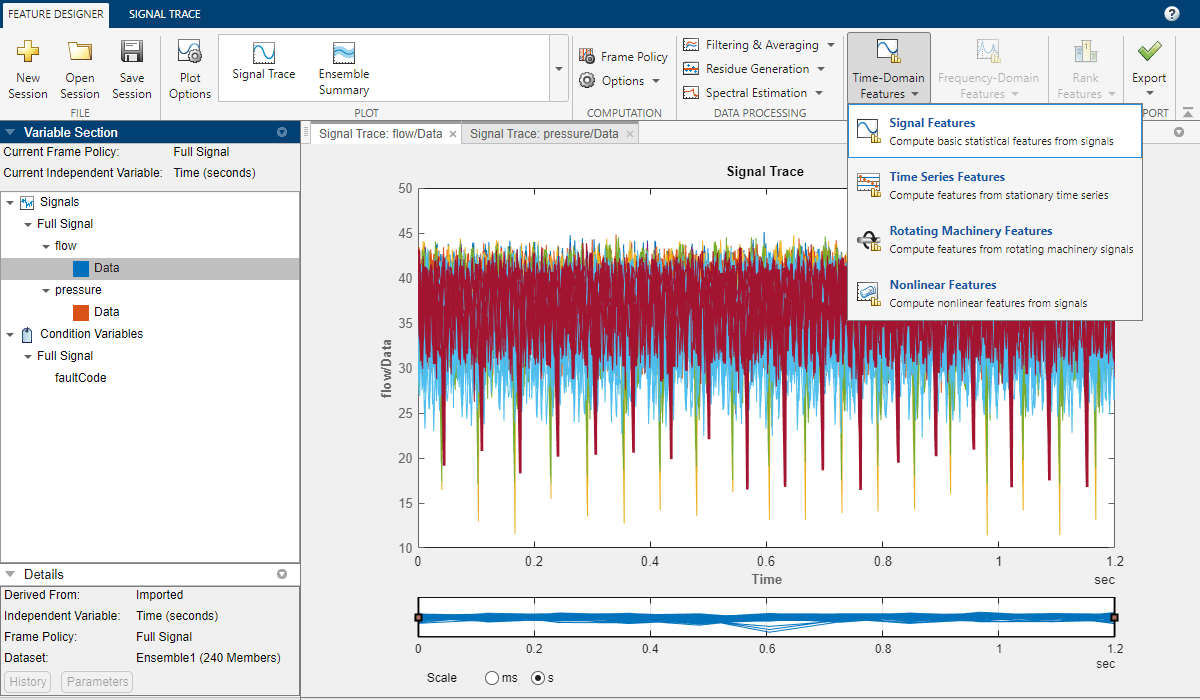 FEATURE DESIGNER SIGNAL TRACE ?
New Session Open Session Save Session
FILE
Plot Options Signal Trace Ensemble Summary
PLOT
Frame Policy
Options
COMPUTATION
Filtering & Averaging
Residue Generation
Spectral Estimation
DATA PROCESSING
Time-Domain Features
Frequency-Domain Features
Rank Features
Export
PORT
Signal Features
Compute basic statistical features from signals
Time Series Features
Compute features from stationary time series
Rotating Machinery Features
Compute features from rotating machinery signals
Nonlinear Features
Compute nonlinear features from signals
Variable Section
Current Frame Policy: Full Signal
Current Independent Variable: Time (seconds)
Signals
Full Signal
flow
Data
pressure
Data
Condition Variables
Full Signal
faultCode
Details
Derived From: Imported
Independent Variable: Time (seconds)
Frame Policy: Full Signal
Dataset: Ensemble1 (240 Members)
History Parameters
Signal Trace: flow/Data × Signal Trace: pressure/Data ×
Signal Trace
flow/Data
50
45
40
35
30
25
20
15
10
0 0.2 0.4 0.6 0.8 1 1.2
Time
sec
0 0.2 0.4 0.6 0.8 1 1.2
sec
Scale ms s